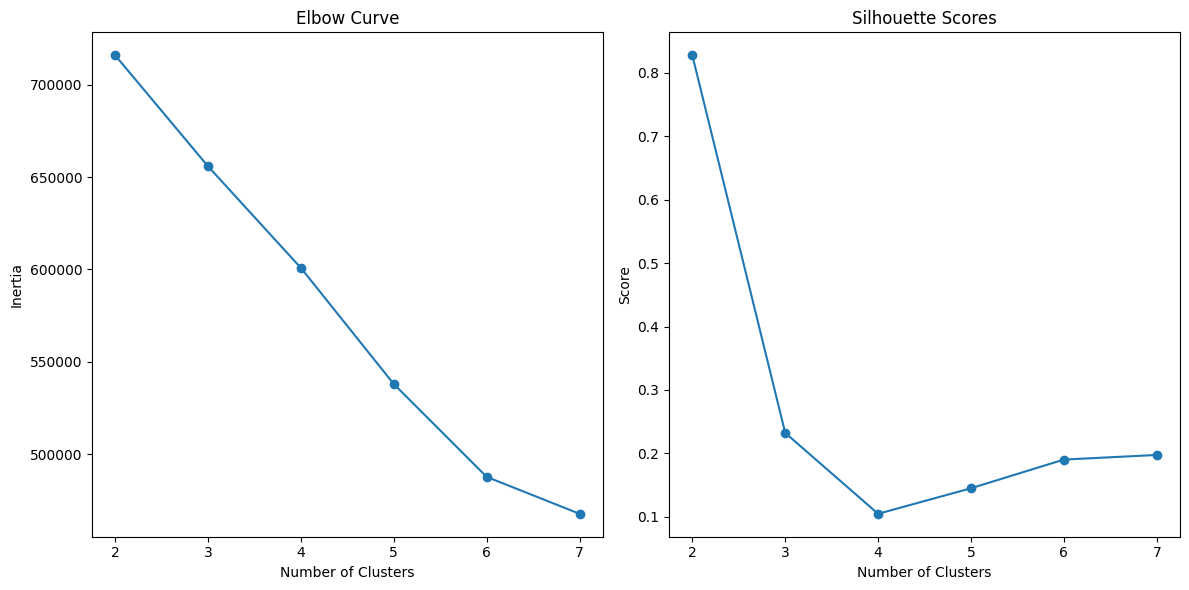 Elbow Curve
700000
650000
600000
550000
500000
Inertia
2 3 4 5 6 7
Number of Clusters
Silhouette Scores
0.8
0.7
0.6
0.5
0.4
0.3
0.2
0.1
Score
2 3 4 5 6 7
Number of Clusters